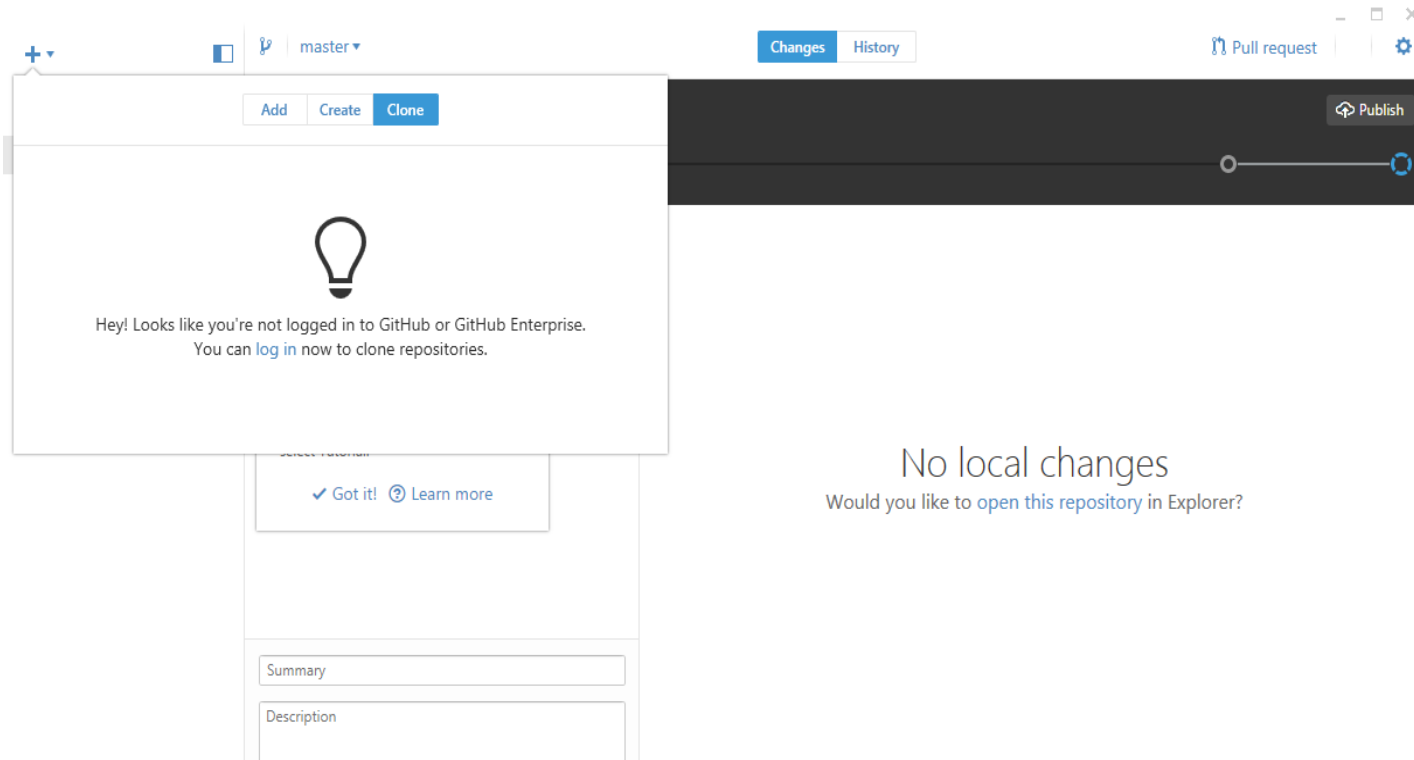 master
Changes
History
Pull request
Add
Create
Clone
Publish
Hey! Looks like you're not logged in to GitHub or GitHub Enterprise.
You can log in now to clone repositories.
select Tutorial.
Got it!
Learn more
No local changes
Would you like to open this repository in Explorer?
Summary
Description